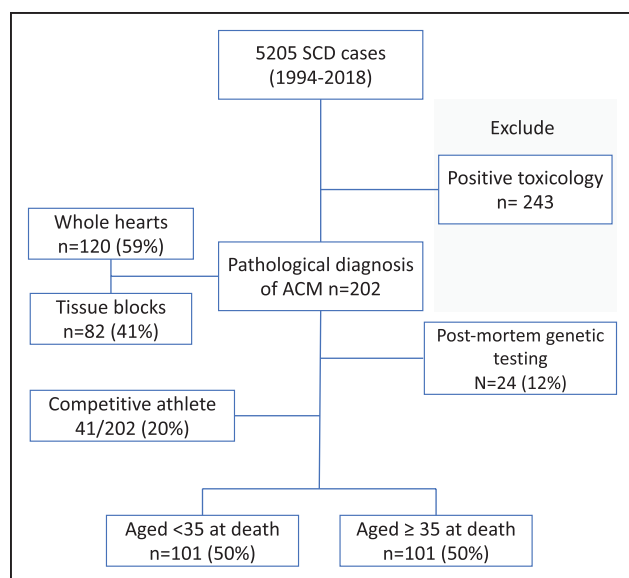 5205 SCD cases
(1994-2018)
Exclude
Positive toxicology
n= 243
Whole hearts
n=120 (59%)
Pathological diagnosis
of ACM n=202
Tissue blocks
n=82 (41%)
Post-mortem genetic
testing
N=24 (12%)
Competitive athlete
41/202 (20%)
Aged <35 at death
n=101 (50%)
Aged ≥ 35 at death
n=101 (50%)